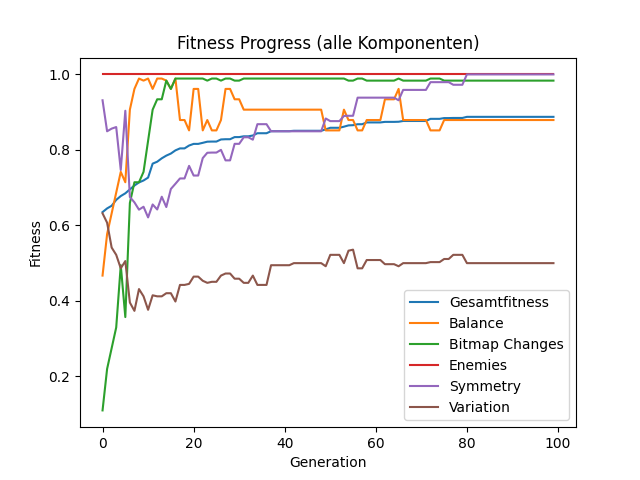 Fitness Progress (alle Komponenten)
Fitness
1.0
0.8
0.6
0.4
0.2
0
20
40
60
80
100
Generation
Gesamtfitness
Balance
Bitmap Changes
Enemies
Symmetry
Variation